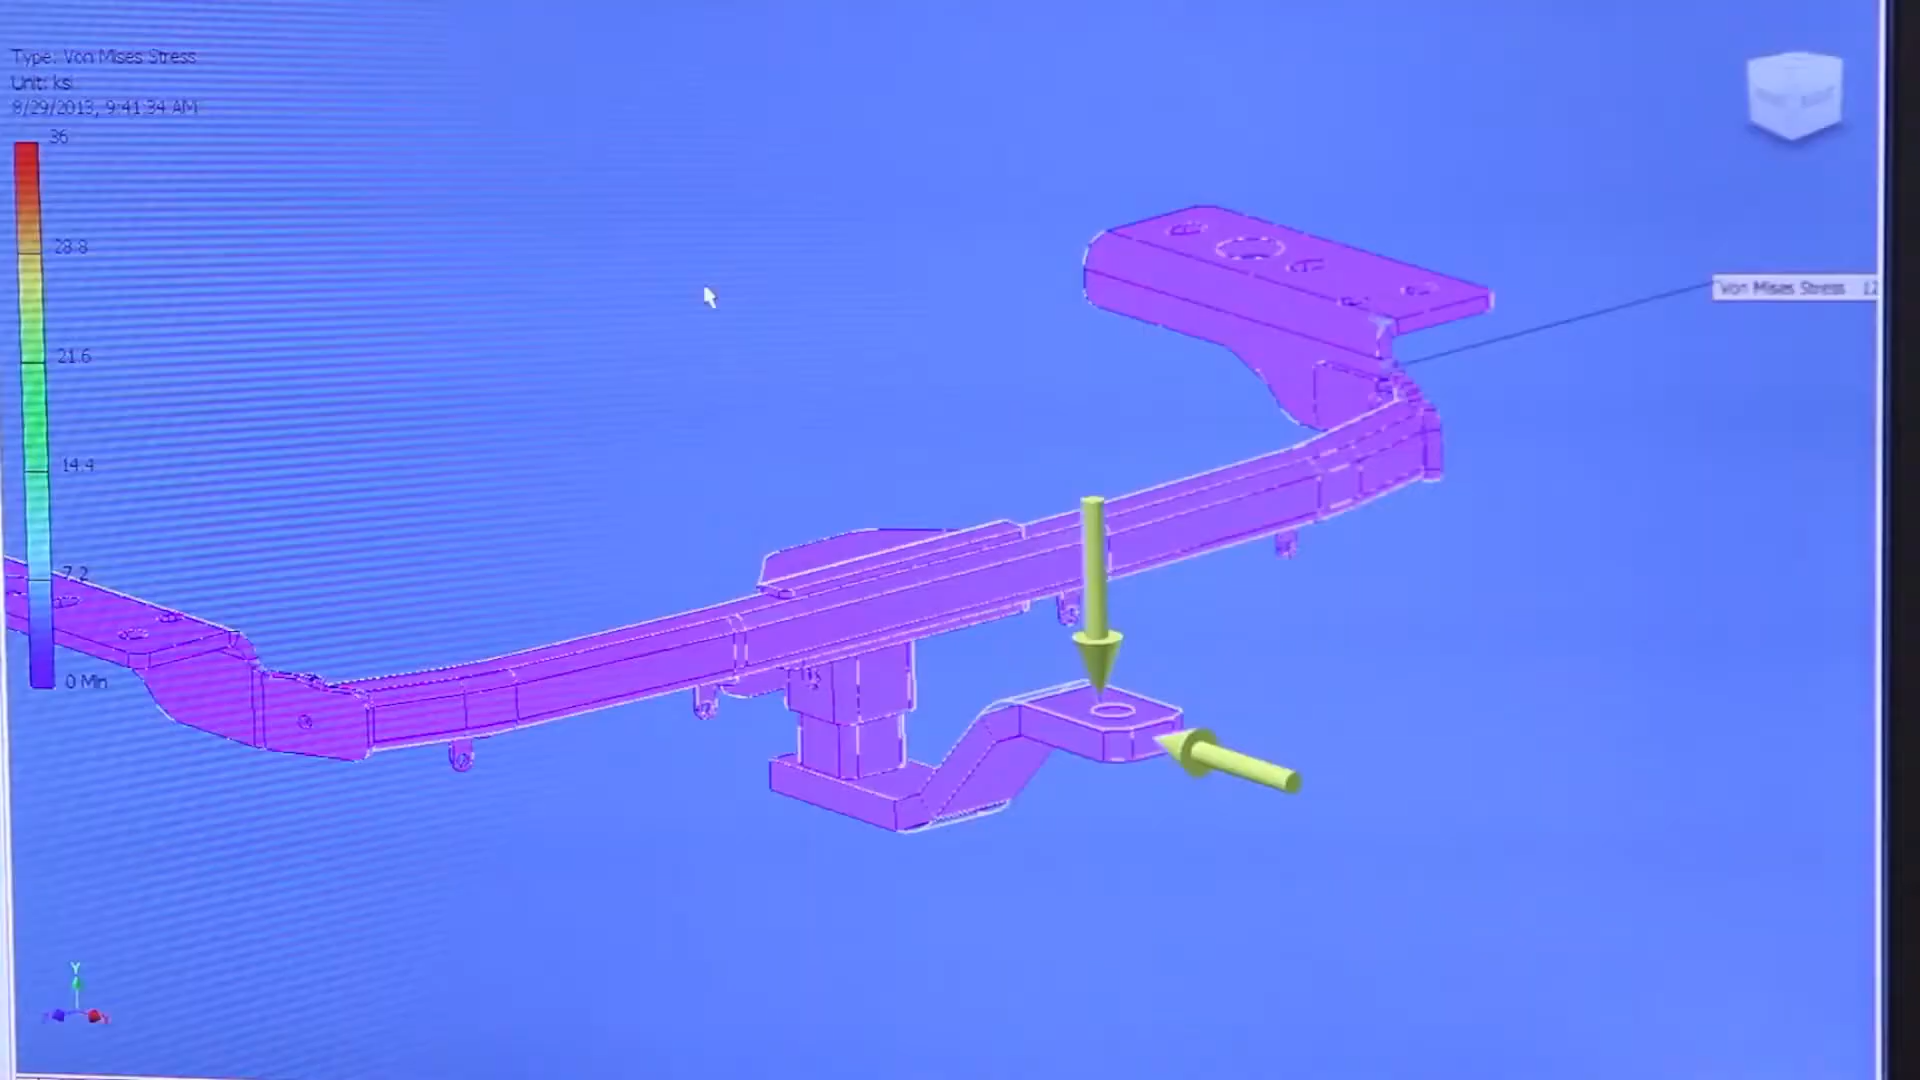 Type: Von Mises Stress
Unit: ksi
8/29/2013, 9:41:34 AM
36
28.8
21.6
14.4
7.2
0 Min
Von Mises Stress 12
Y